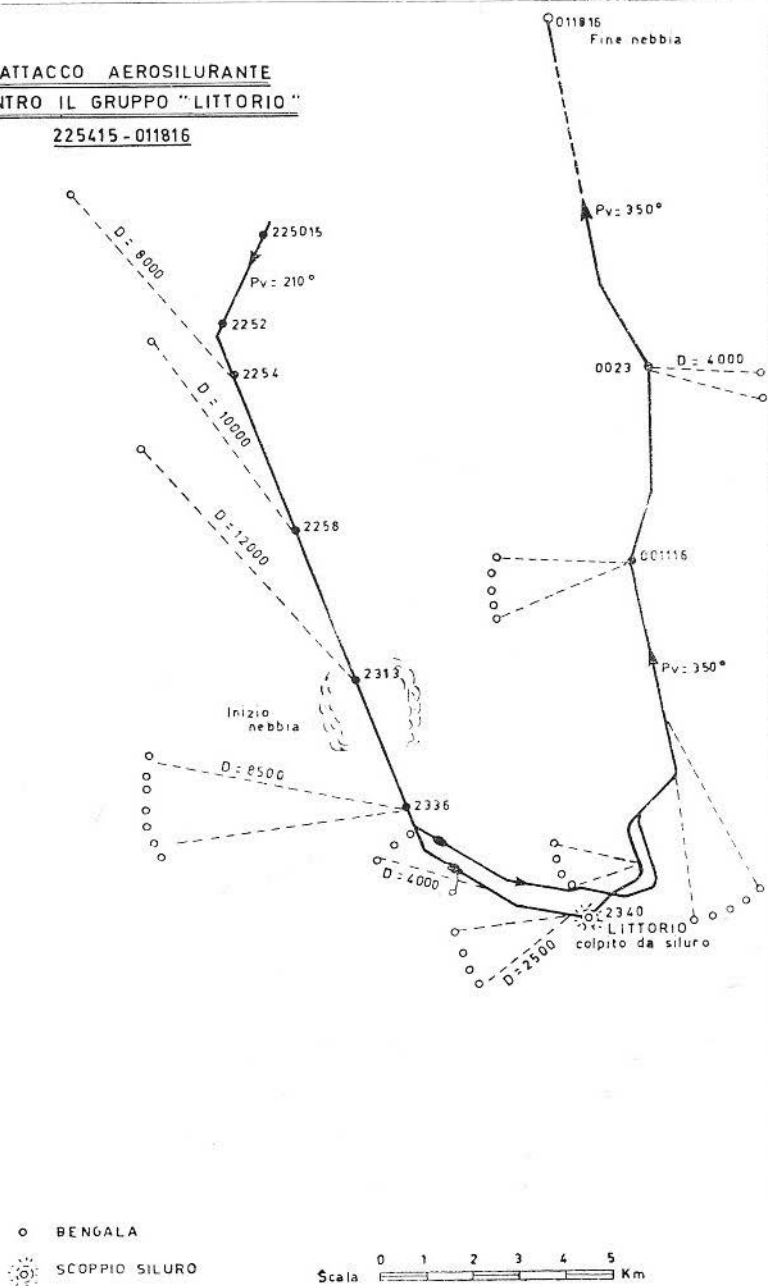 ATTACCO AEROSILURANTE
NTRO IL GRUPPO "LITTORIO"
225415-011816
011816
Fine nebbia
Pv=350°
225015
Pv=210°
D=8000
2252
2254
0023
D=4000
D=10000
D=12000
2258
001116
2313
Pv=350°
Inizio
nebbia
D=8500
2336
D=4000
2340
LITTORIO
colpito da siluro
D=2500
BENGALA
SCOPPIO SILURO
Scala 0 1 2 3 4 5 Km